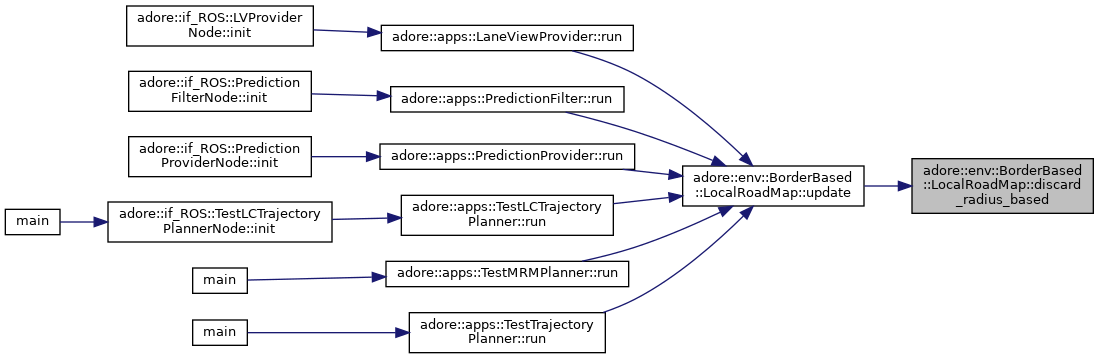 adore::if_ROS::LVProvider
Node::init
adore::apps::LaneViewProvider::run
adore::if_ROS::Prediction
FilterNode::init
adore::apps::PredictionFilter::run
adore::if_ROS::Prediction
ProviderNode::init
adore::apps::PredictionProvider::run
adore::env::BorderBased
::LocalRoadMap::update
adore::env::BorderBased
::LocalRoadMap::discard
_radius_based
main
adore::if_ROS::TestLCTrajectory
PlannerNode::init
adore::apps::TestLCTrajectory
Planner::run
main
adore::apps::TestMRMPlanner::run
main
adore::apps::TestTrajectory
Planner::run